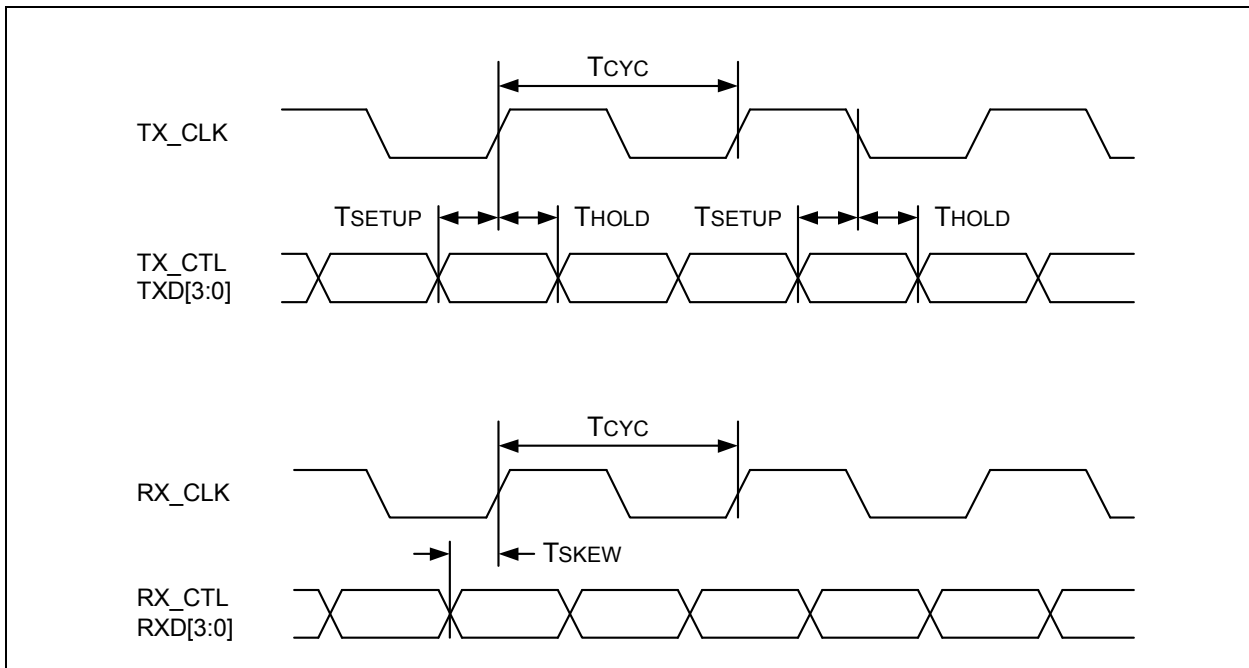 TCYC
TX_CLK
TSETUP
THOLD
TSETUP
THOLD
TX_CTL
TXD[3:0]
TCYC
RX_CLK
TSKEW
RX_CTL
RXD[3:0]